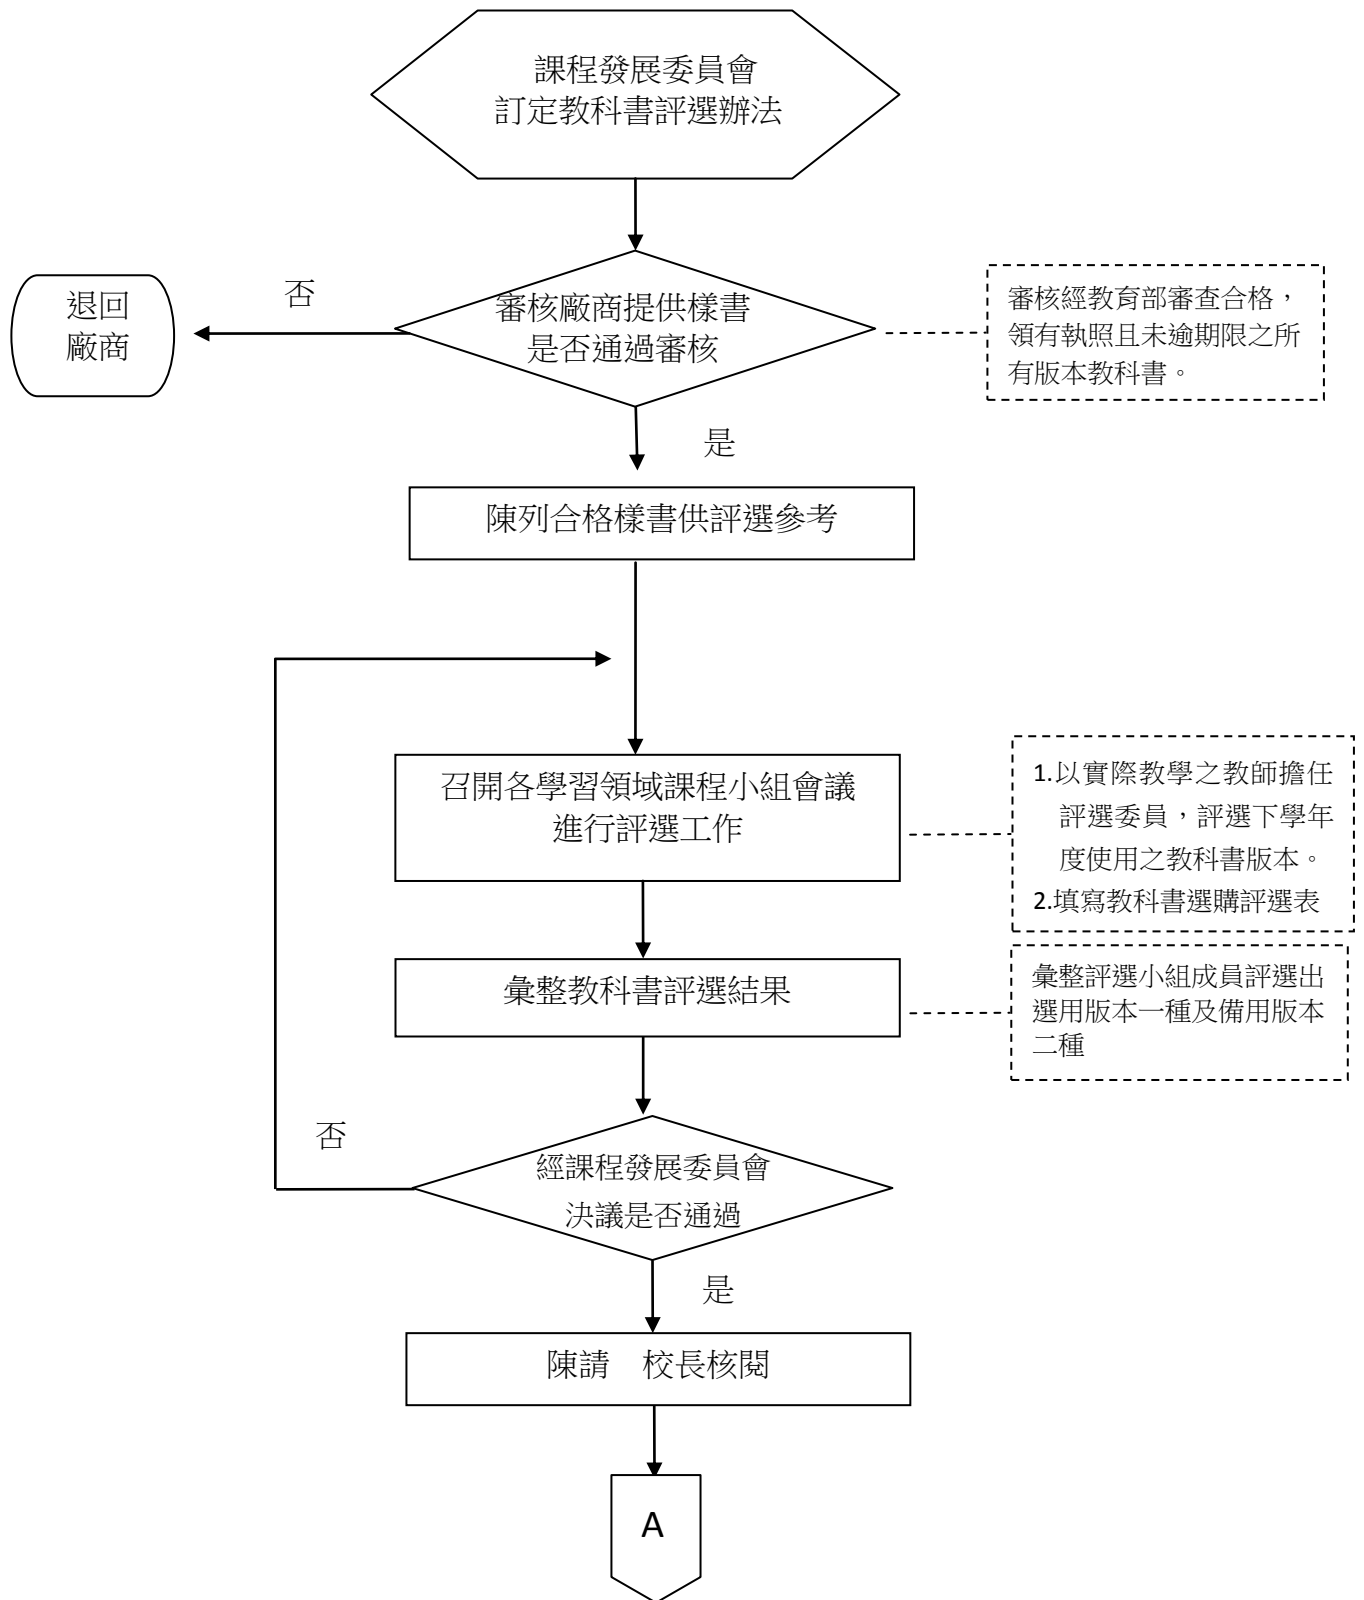 課程發展委員會
訂定教科書評選辦法
否
退回
廠商
審核廠商提供樣書
是否通過審核
審核經教育部審查合格，
領有執照且未逾期限之所
有版本教科書。
是
陳列合格樣書供評選參考
召開各學習領域課程小組會議
進行評選工作
1.以實際教學之教師擔任
評選委員，評選下學年
度使用之教科書版本。
2.填寫教科書選購評選表
彙整教科書評選結果
彙整評選小組成員評選出
選用版本一種及備用版本
二種
否
經課程發展委員會
決議是否通過
是
陳請　校長核閱
A